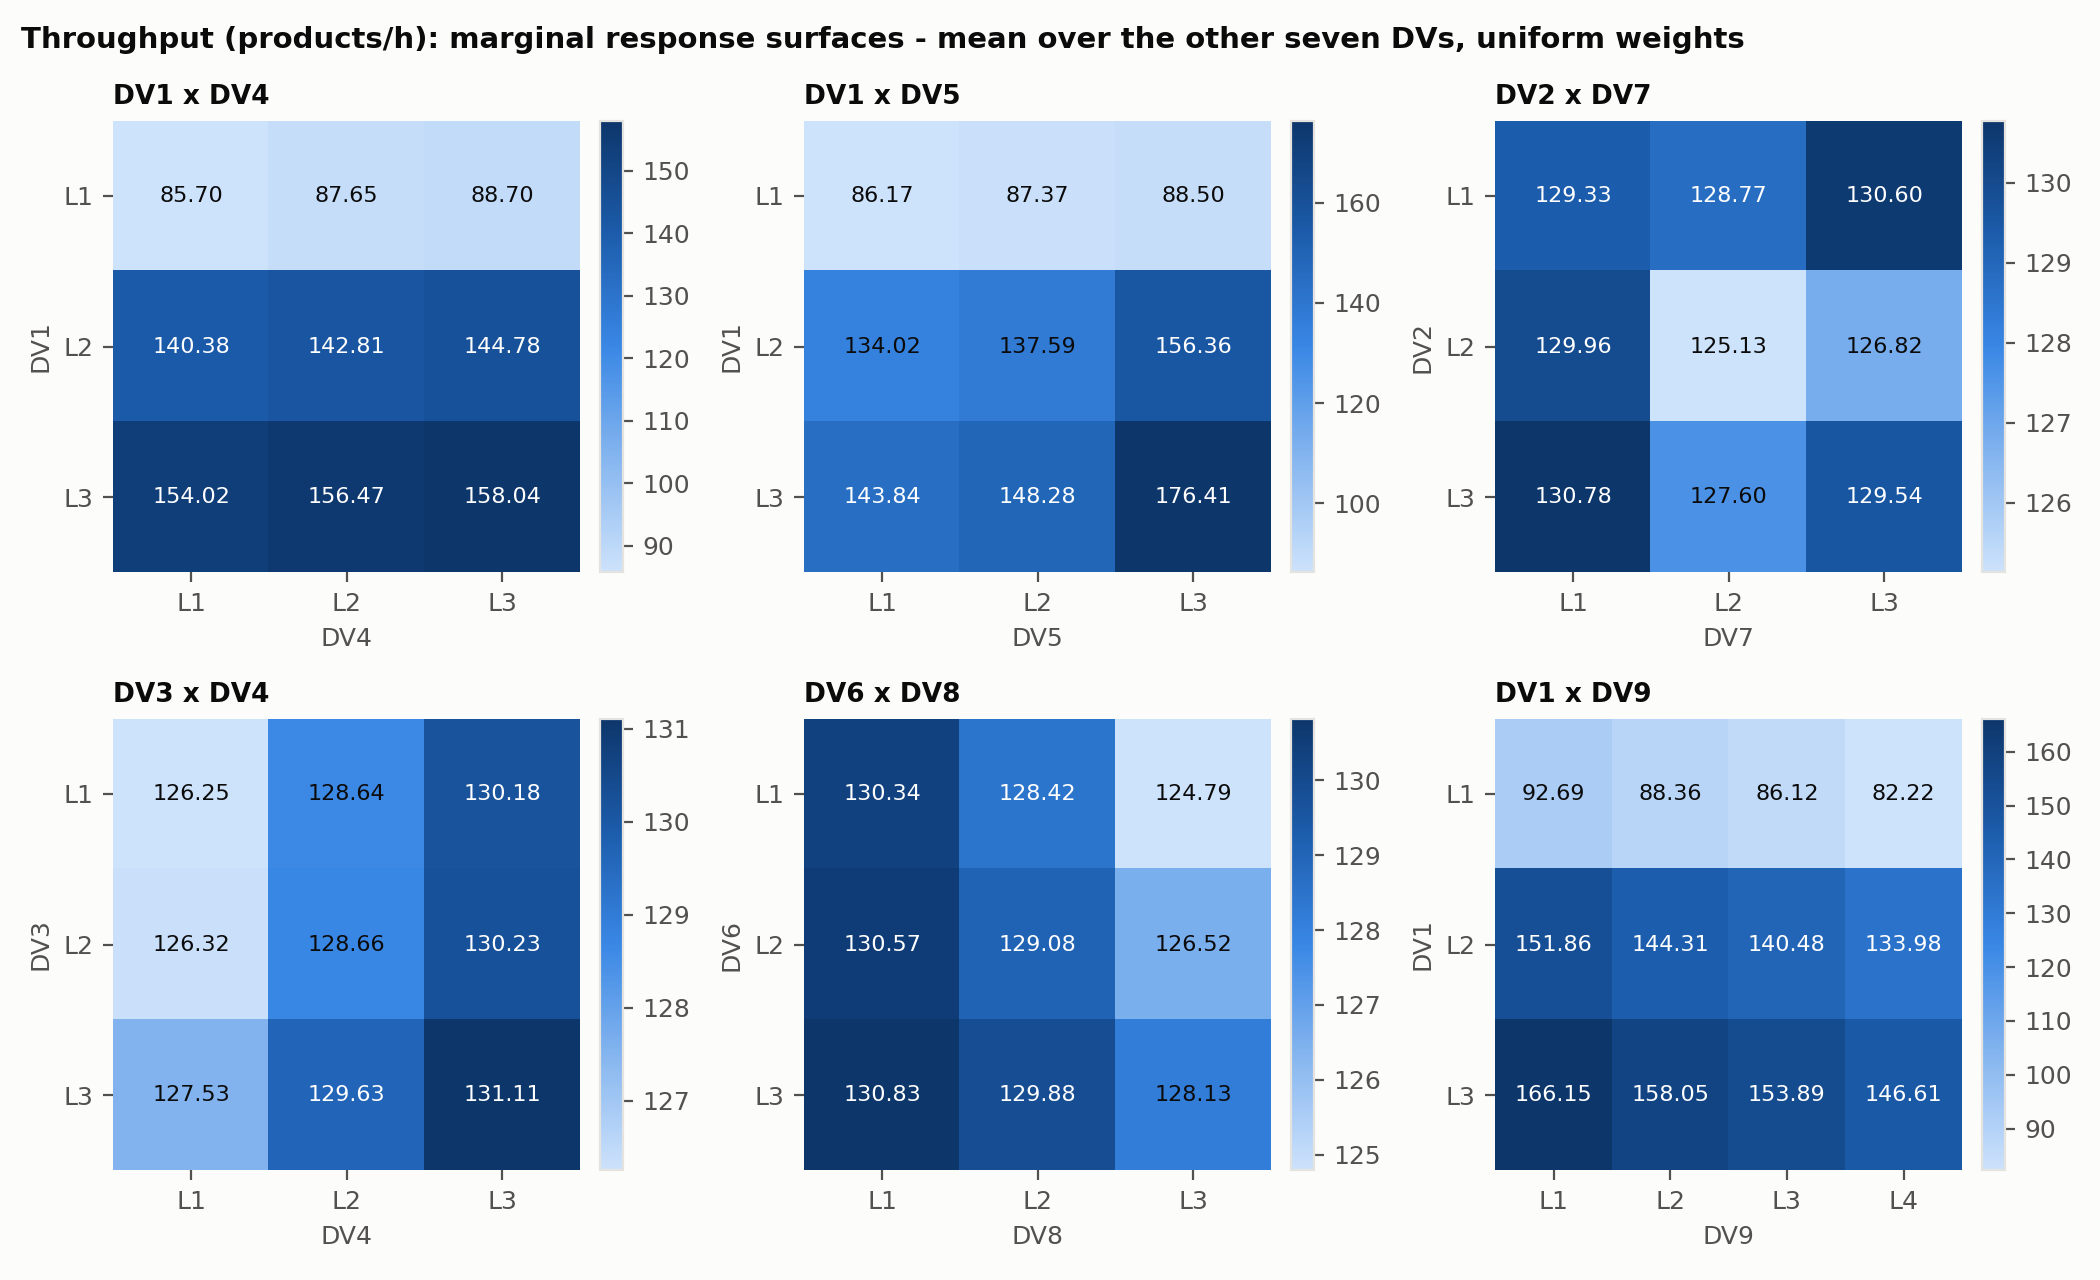 Throughput (products/h): marginal response surfaces - mean over the other seven DVs, uniform weights
DV1 x DV4
DV1
L1 85.70 87.65 88.70
L2 140.38 142.81 144.78
L3 154.02 156.47 158.04
L1 L2 L3
DV4
150
140
130
120
110
100
90
DV1 x DV5
DV1
L1 86.17 87.37 88.50
L2 134.02 137.59 156.36
L3 143.84 148.28 176.41
L1 L2 L3
DV5
160
140
120
100
DV2 x DV7
DV2
L1 129.33 128.77 130.60
L2 129.96 125.13 126.82
L3 130.78 127.60 129.54
L1 L2 L3
DV7
130
129
128
127
126
DV3 x DV4
DV3
L1 126.25 128.64 130.18
L2 126.32 128.66 130.23
L3 127.53 129.63 131.11
L1 L2 L3
DV4
131
130
129
128
127
DV6 x DV8
DV6
L1 130.34 128.42 124.79
L2 130.57 129.08 126.52
L3 130.83 129.88 128.13
L1 L2 L3
DV8
130
129
128
127
126
125
DV1 x DV9
DV1
L1 92.69 88.36 86.12 82.22
L2 151.86 144.31 140.48 133.98
L3 166.15 158.05 153.89 146.61
L1 L2 L3 L4
DV9
160
150
140
130
120
110
100
90